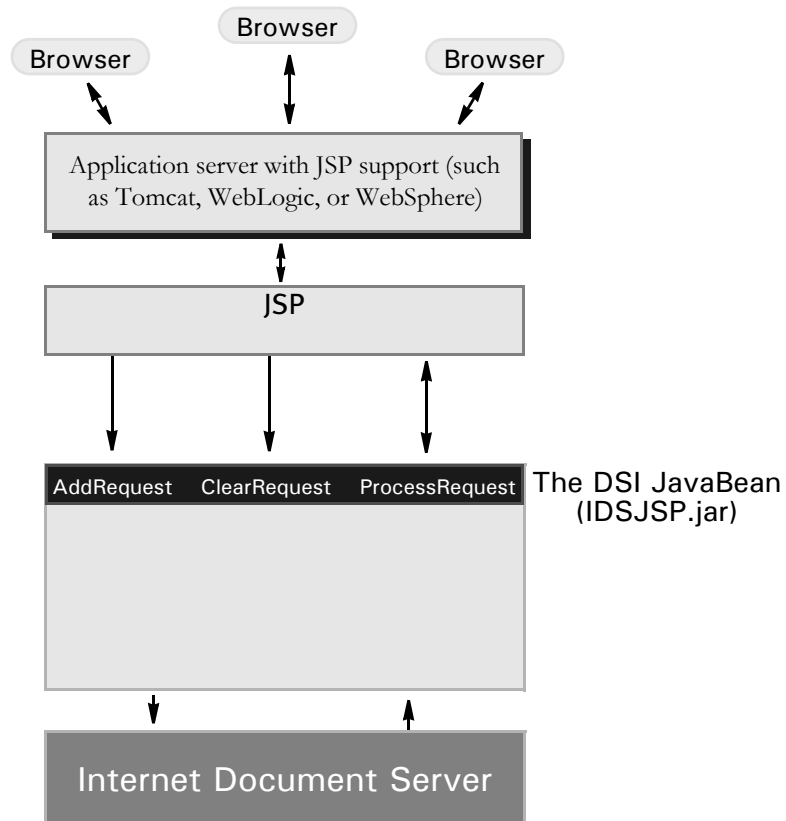 Browser
Browser
Browser
Application server with JSP support (such
as Tomcat, WebLogic, or WebSphere)
JSP
AddRequest
ClearRequest
ProcessRequest
The DSI JavaBean
(IDSJSP.jar)
Internet Document Server